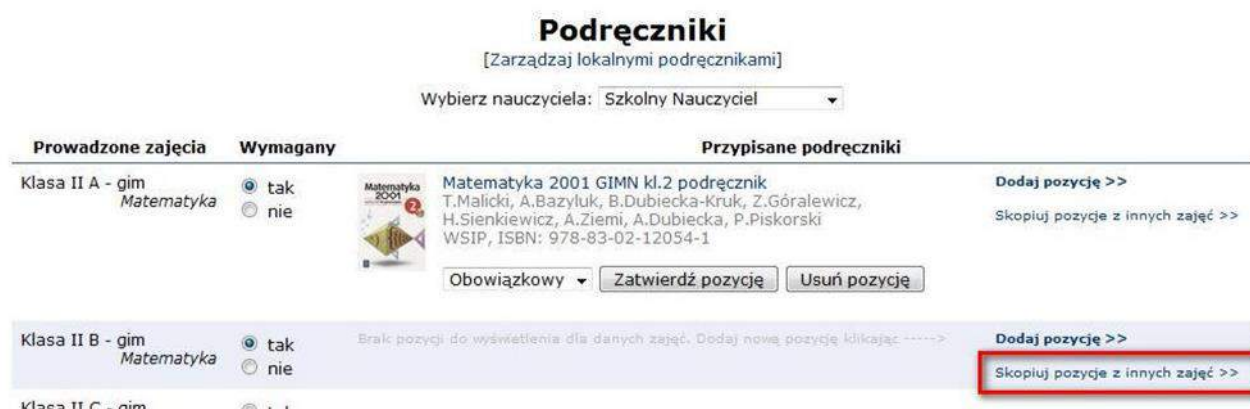 Podręczniki
[Zarządzaj lokalnymi podręcznikami]
Wybierz nauczyciela: Szkolny Nauczyciel
Prowadzone zajęcia Wymagany Przypisane podręczniki
Klasa II A - gim
Matematyka
tak
nie
Matematyka
2001
2
Matematyka 2001 GIMN kl.2 podręcznik
T.Malicki, A.Bazyluk, B.Dubiecka-Kruk, Z.Góralewicz,
H.Sienkiewicz, A.Ziemi, A.Dubiecka, P.Piskorski
WSIP, ISBN: 978-83-02-12054-1
Obowiązkowy Zatwierdź pozycję Usuń pozycję
Dodaj pozycję >>
Skopiuj pozycje z innych zajęć >>
Klasa II B - gim
Matematyka
tak
nie
Brak pozycji do wyświetlenia dla danych zajęć. Dodaj nową pozycję klikając ----->
Dodaj pozycję >>
Skopiuj pozycje z innych zajęć >>
Klasa II C - gim